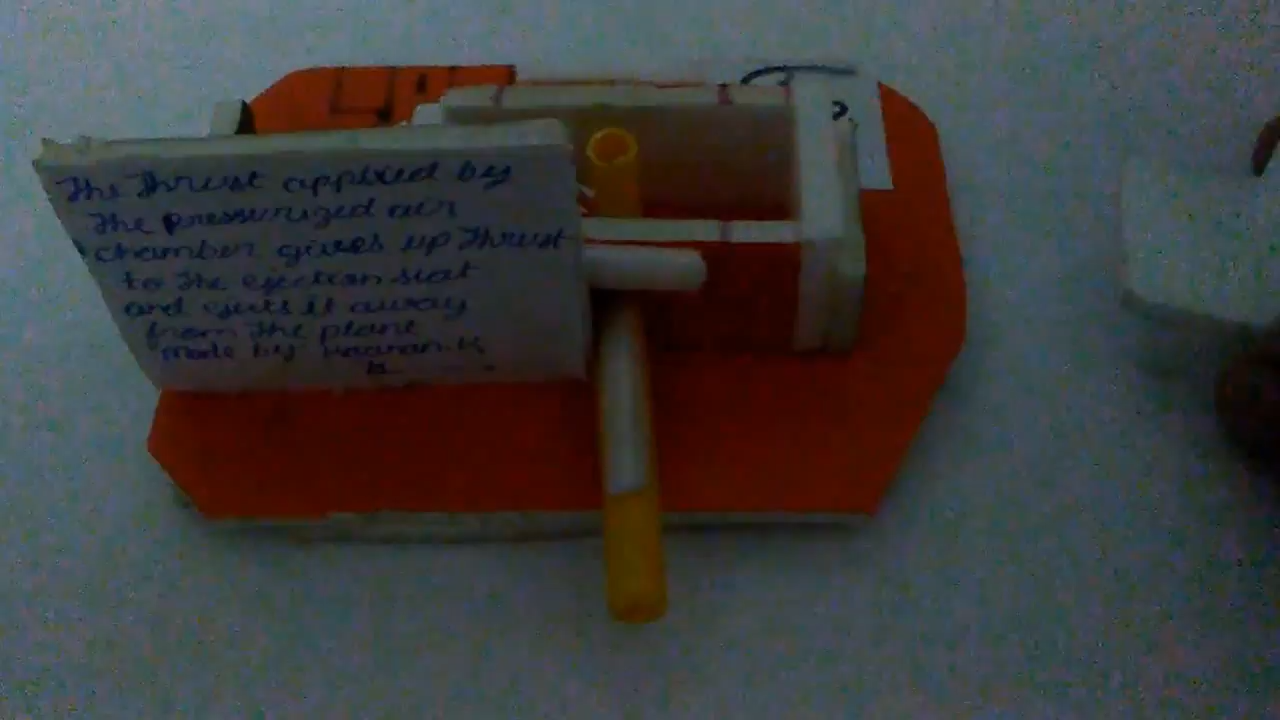 The Thrust applied by
The pressurized air
chamber gives up Thrust
to The ejection seat
and ejects it away
from The plane
Made by